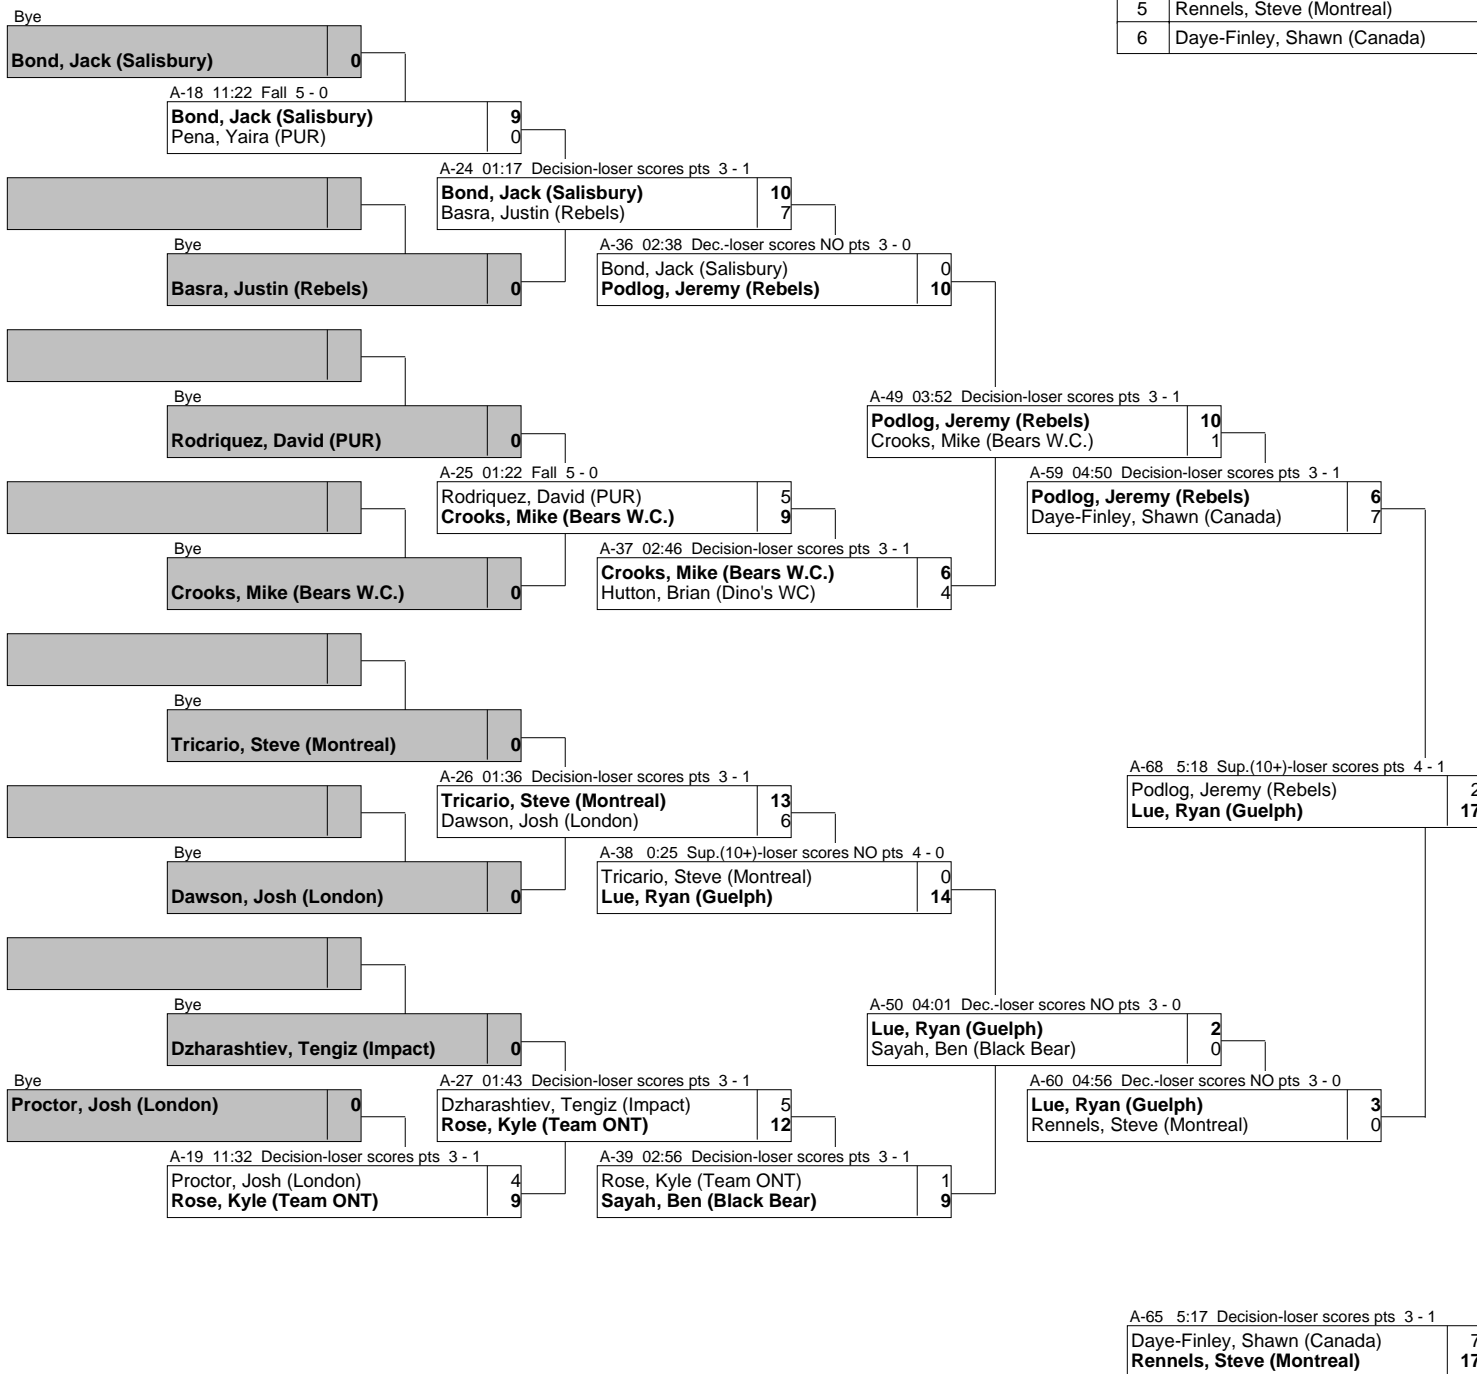 5 Rennels, Steve (Montreal)
6 Daye-Finley, Shawn (Canada)
Bye
Bond, Jack (Salisbury) 0
A-18 11:22 Fall 5 - 0
Bond, Jack (Salisbury) 9
Pena, Yaira (PUR) 0
A-24 01:17 Decision-loser scores pts 3 - 1
Bond, Jack (Salisbury) 10
Basra, Justin (Rebels) 7
Bye
Basra, Justin (Rebels) 0
A-36 02:38 Dec.-loser scores NO pts 3 - 0
Bond, Jack (Salisbury) 0
Podlog, Jeremy (Rebels) 10
Bye
Rodriquez, David (PUR) 0
A-49 03:52 Decision-loser scores pts 3 - 1
Podlog, Jeremy (Rebels) 10
Crooks, Mike (Bears W.C.) 1
A-25 01:22 Fall 5 - 0
Rodriquez, David (PUR) 5
Crooks, Mike (Bears W.C.) 9
A-59 04:50 Decision-loser scores pts 3 - 1
Podlog, Jeremy (Rebels) 6
Daye-Finley, Shawn (Canada) 7
Bye
Crooks, Mike (Bears W.C.) 0
A-37 02:46 Decision-loser scores pts 3 - 1
Crooks, Mike (Bears W.C.) 6
Hutton, Brian (Dino's WC) 4
Bye
Tricario, Steve (Montreal) 0
A-26 01:36 Decision-loser scores pts 3 - 1
Tricario, Steve (Montreal) 13
Dawson, Josh (London) 6
A-68 5:18 Sup.(10+)-loser scores pts 4 - 1
Podlog, Jeremy (Rebels) 2
Lue, Ryan (Guelph) 17
Bye
Dawson, Josh (London) 0
A-38 0:25 Sup.(10+)-loser scores NO pts 4 - 0
Tricario, Steve (Montreal) 0
Lue, Ryan (Guelph) 14
Bye
Dzharashtiev, Tengiz (Impact) 0
A-50 04:01 Dec.-loser scores NO pts 3 - 0
Lue, Ryan (Guelph) 2
Sayah, Ben (Black Bear) 0
Bye
Proctor, Josh (London) 0
A-27 01:43 Decision-loser scores pts 3 - 1
Dzharashtiev, Tengiz (Impact) 5
Rose, Kyle (Team ONT) 12
A-60 04:56 Dec.-loser scores NO pts 3 - 0
Lue, Ryan (Guelph) 3
Rennels, Steve (Montreal) 0
A-19 11:32 Decision-loser scores pts 3 - 1
Proctor, Josh (London) 4
Rose, Kyle (Team ONT) 9
A-39 02:56 Decision-loser scores pts 3 - 1
Rose, Kyle (Team ONT) 1
Sayah, Ben (Black Bear) 9
A-65 5:17 Decision-loser scores pts 3 - 1
Daye-Finley, Shawn (Canada) 7
Rennels, Steve (Montreal) 17